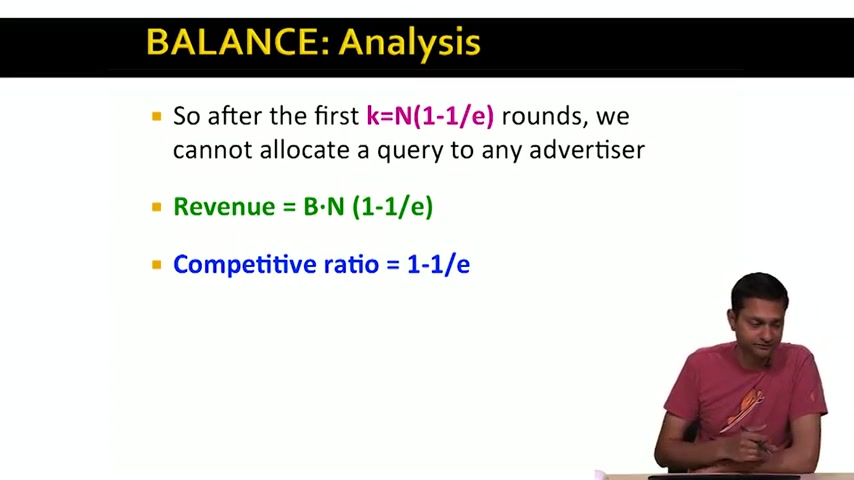 BALANCE: Analysis
So after the first k=N(1-1/e) rounds, we
cannot allocate a query to any advertiser
Revenue = B·N (1-1/e)
Competitive ratio = 1-1/e